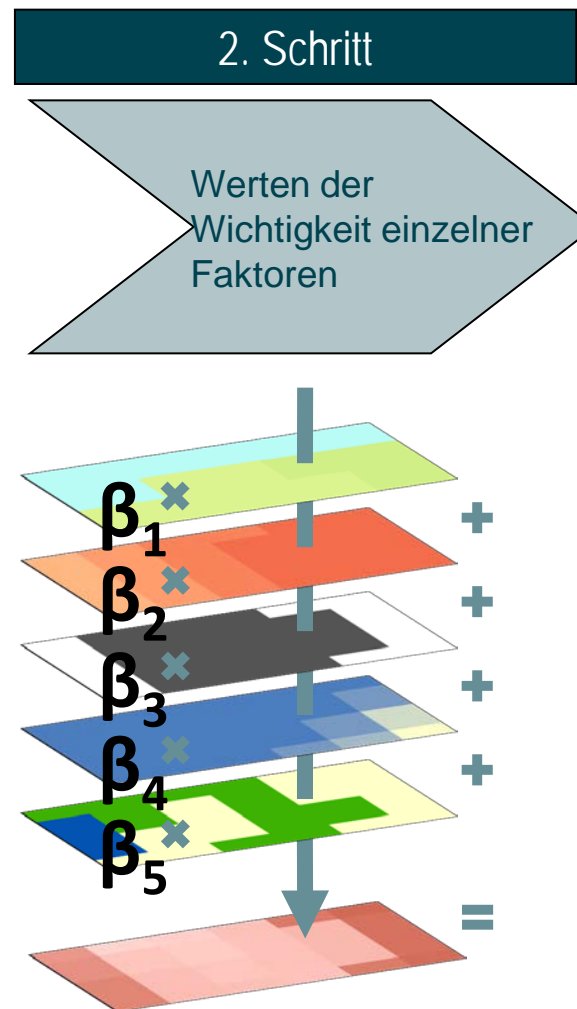 2. Schritt
Werten der
Wichtigkeit einzelner
Faktoren
β₁ ×
+
β₂ ×
+
β₃ ×
+
β₄ ×
+
β₅ ×
=